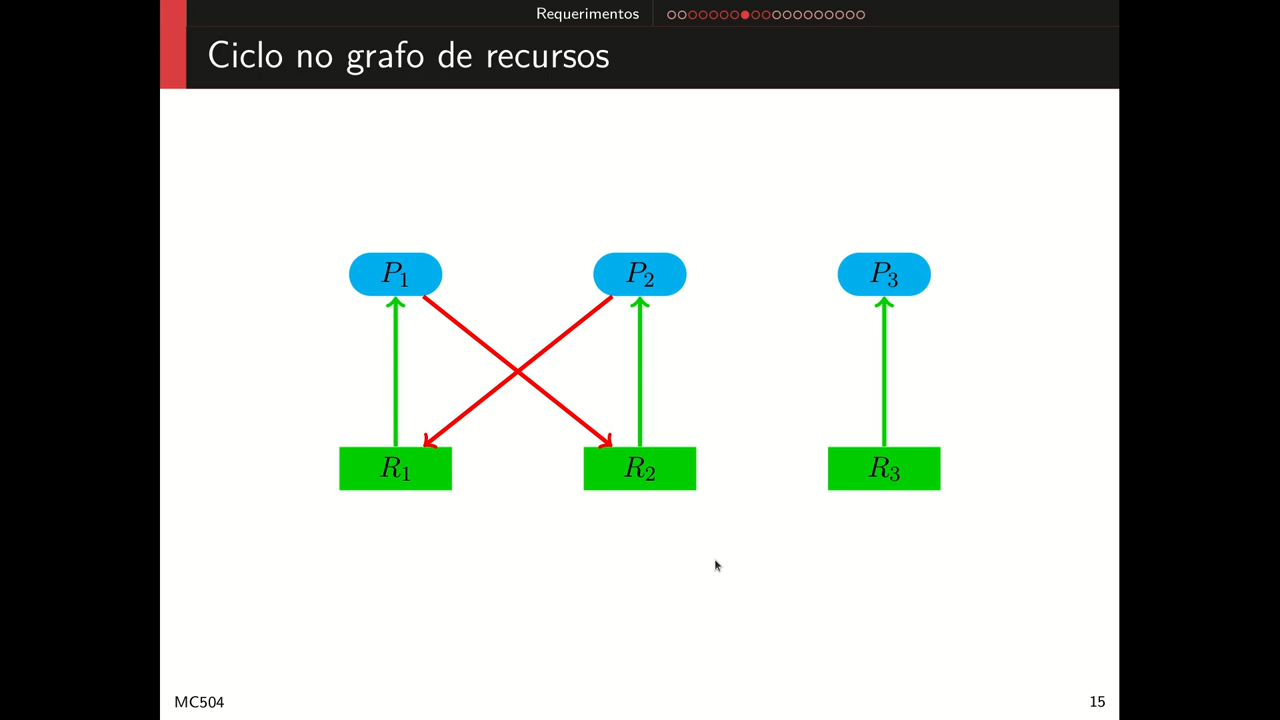 Requerimentos
Ciclo no grafo de recursos
P1 P2 P3
R1 R2 R3
MC504 15